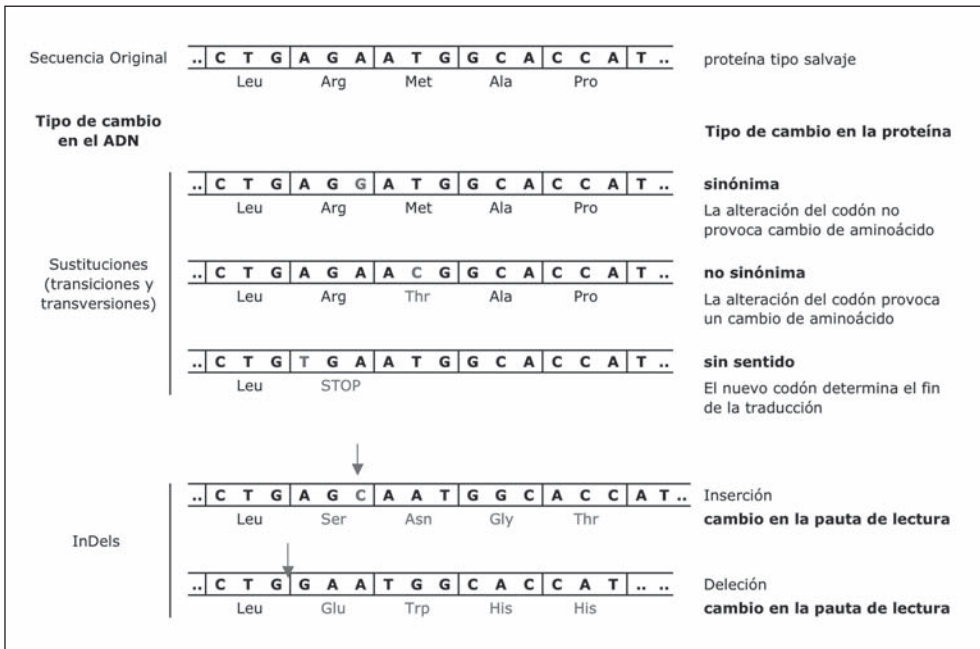 Secuencia Original .. C T G A G A A T G G C A C C A T .. proteína tipo salvaje
Leu Arg Met Ala Pro
Tipo de cambio
en el ADN
Tipo de cambio en la proteína
.. C T G A G G A T G G C A C C A T .. sinónima
Leu Arg Met Ala Pro
La alteración del codón no
provoca cambio de aminoácido
Sustituciones
(transiciones y
transversiones)
.. C T G A G A A C G G C A C C A T .. no sinónima
Leu Arg Thr Ala Pro
La alteración del codón provoca
un cambio de aminoácido
.. C T G T G A A T G G C A C C A T .. sin sentido
Leu STOP
El nuevo codón determina el fin
de la traducción
InDels
.. C T G A G C A A T G G C A C C A T .. Inserción
Leu Ser Asn Gly Thr cambio en la pauta de lectura
.. C T G G A A T G G C A C C A T .. .. Deleción
Leu Glu Trp His His cambio en la pauta de lectura